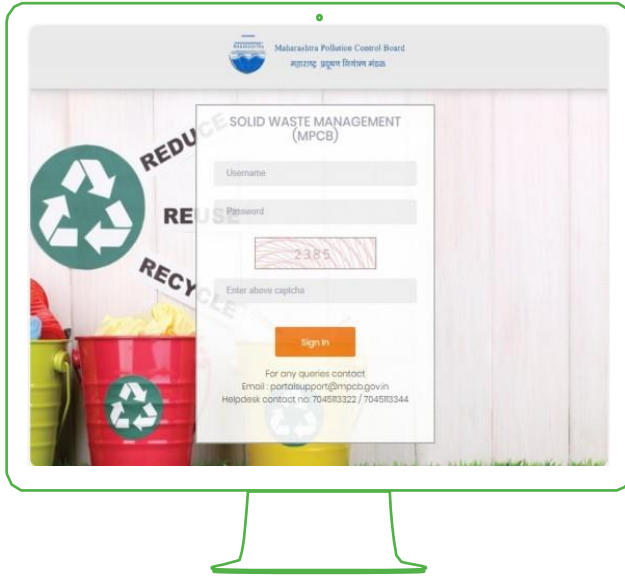 MAHARASHTRA
Maharashtra Pollution Control Board
महाराष्ट्र प्रदूषण नियंत्रण मंडळ
SOLID WASTE MANAGEMENT
(MPCB)
REDUCE
Username
REUSE
Password
2385
RECYCLE
Enter above captcha
Sign In
For any queries contact
Email : portalsupport@mpcb.gov.in
Helpdesk contact no: 7045113322 / 7045113344